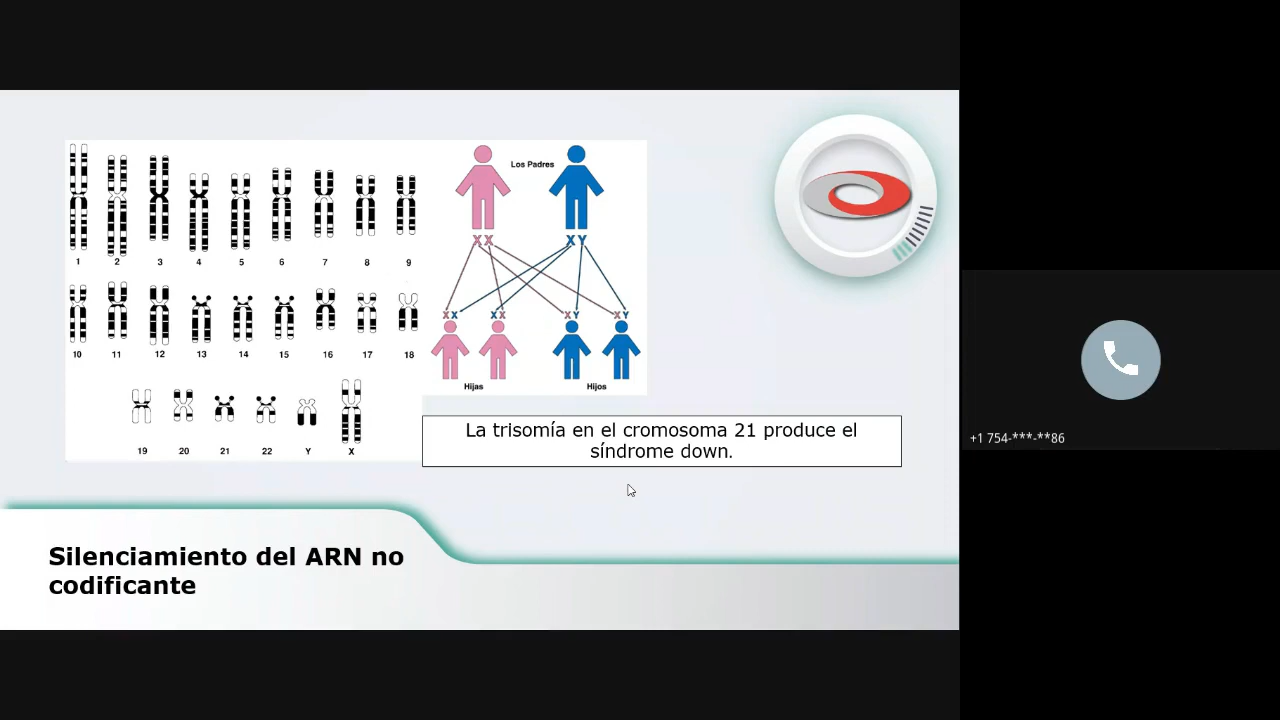 1 2 3 4 5 6 7 8 9
10 11 12 13 14 15 16 17 18
19 20 21 22 Y X
Los Padres
X X X Y
X X X X X Y X Y
Hijas Hijos
La trisomía en el cromosoma 21 produce el
síndrome down.
Silenciamiento del ARN no
codificante
+1 754-***-**86